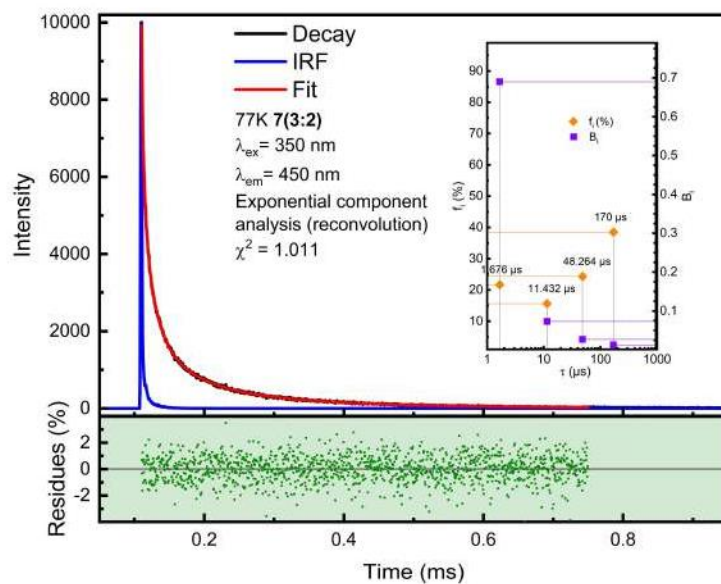 10000
8000
6000
4000
2000
0
Intensity
Decay
IRF
Fit
77K 7(3:2)
λex= 350 nm
λem= 450 nm
Exponential component
analysis (reconvolution)
χ2 = 1.011
90
80
70
60
50
40
30
20
10
fi (%)
fi (%)
Bi
170 µs
48.264 µs
1.676 µs
11.432 µs
0.7
0.6
0.5
0.4
0.3
0.2
0.1
Bi
1 10 100 1000
τ (µs)
2
0
-2
Residues (%)
0.2 0.4 0.6 0.8
Time (ms)